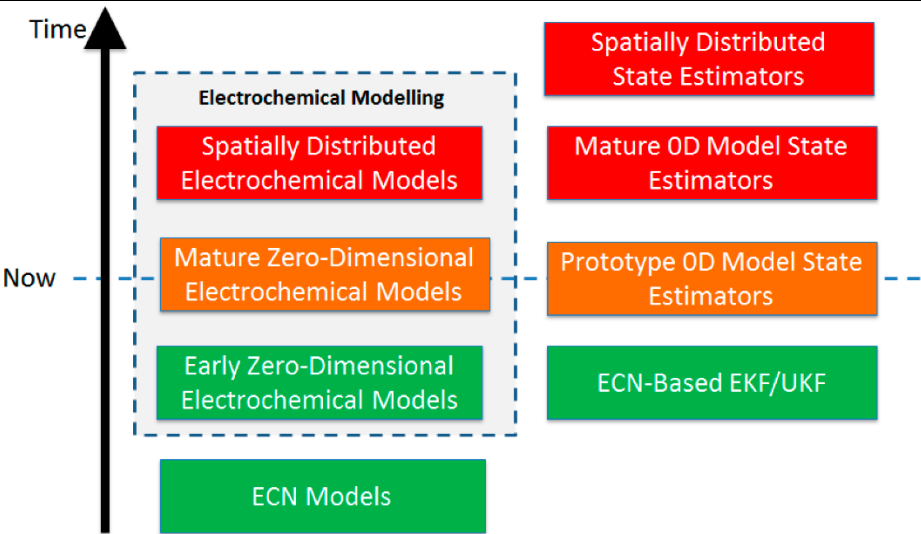 Time
Spatially Distributed
State Estimators
Electrochemical Modelling
Spatially Distributed
Electrochemical Models
Mature 0D Model State
Estimators
Now
Mature Zero-Dimensional
Electrochemical Models
Prototype 0D Model State
Estimators
Early Zero-Dimensional
Electrochemical Models
ECN-Based EKF/UKF
ECN Models